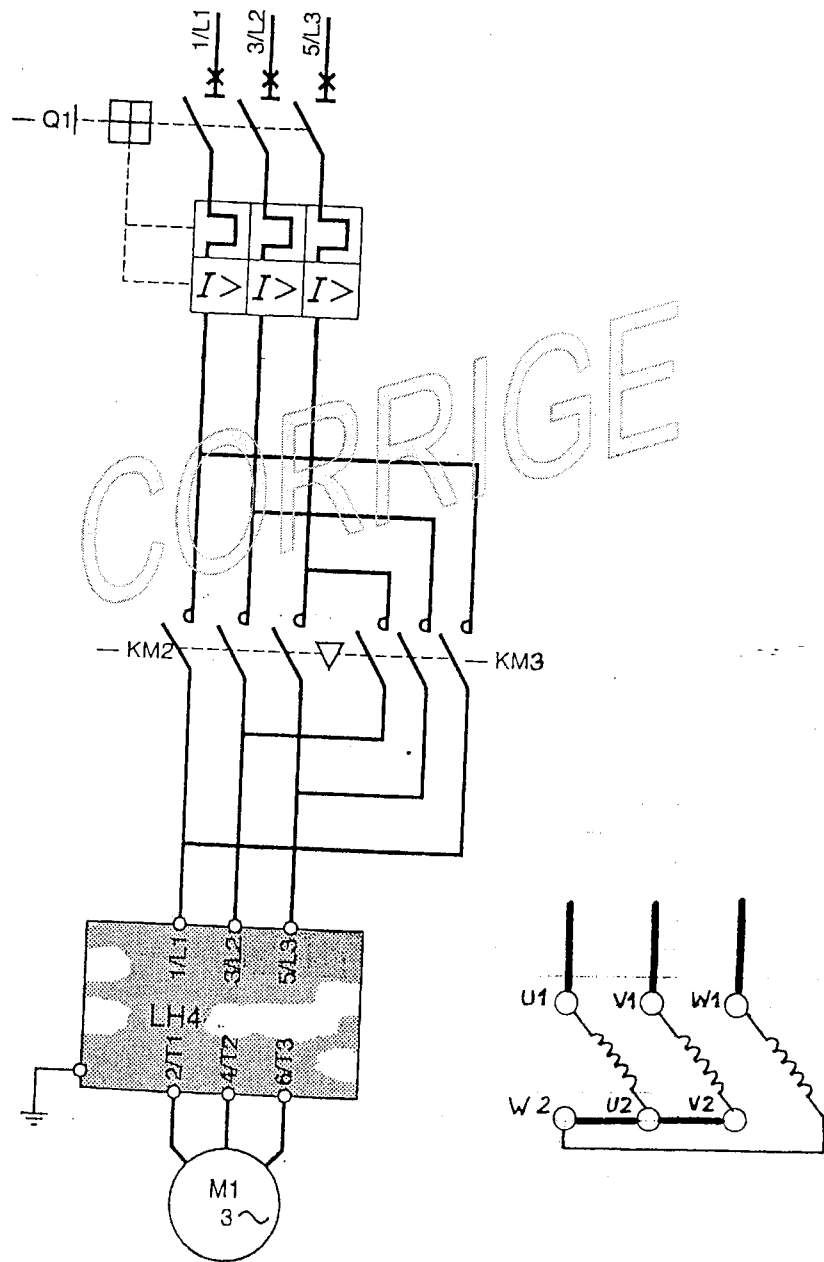 1/L1
3/L2
5/L3
Q1
I>
I>
I>
CORRIGE
KM2
KM3
1/L1
3/L2
5/L3
LH4
2/T1
4/T2
6/T3
M1
3~
U1
V1
W1
W2
U2
V2